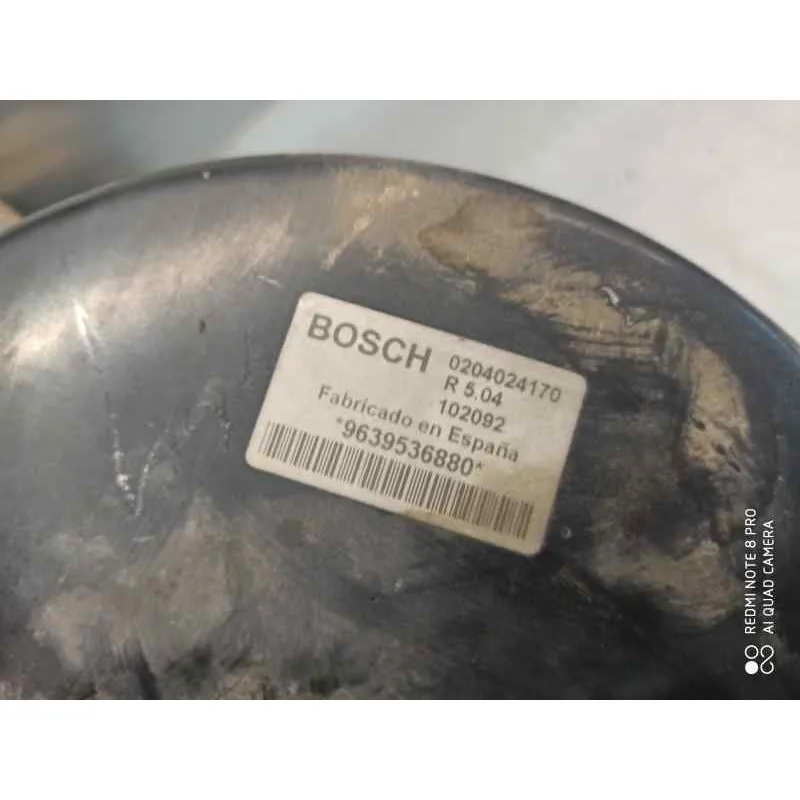 BOSCH 0204024170
R 5.04
102092
Fabricado en España
*9639536880*
REDMI NOTE 8 PRO
AI QUAD CAMERA